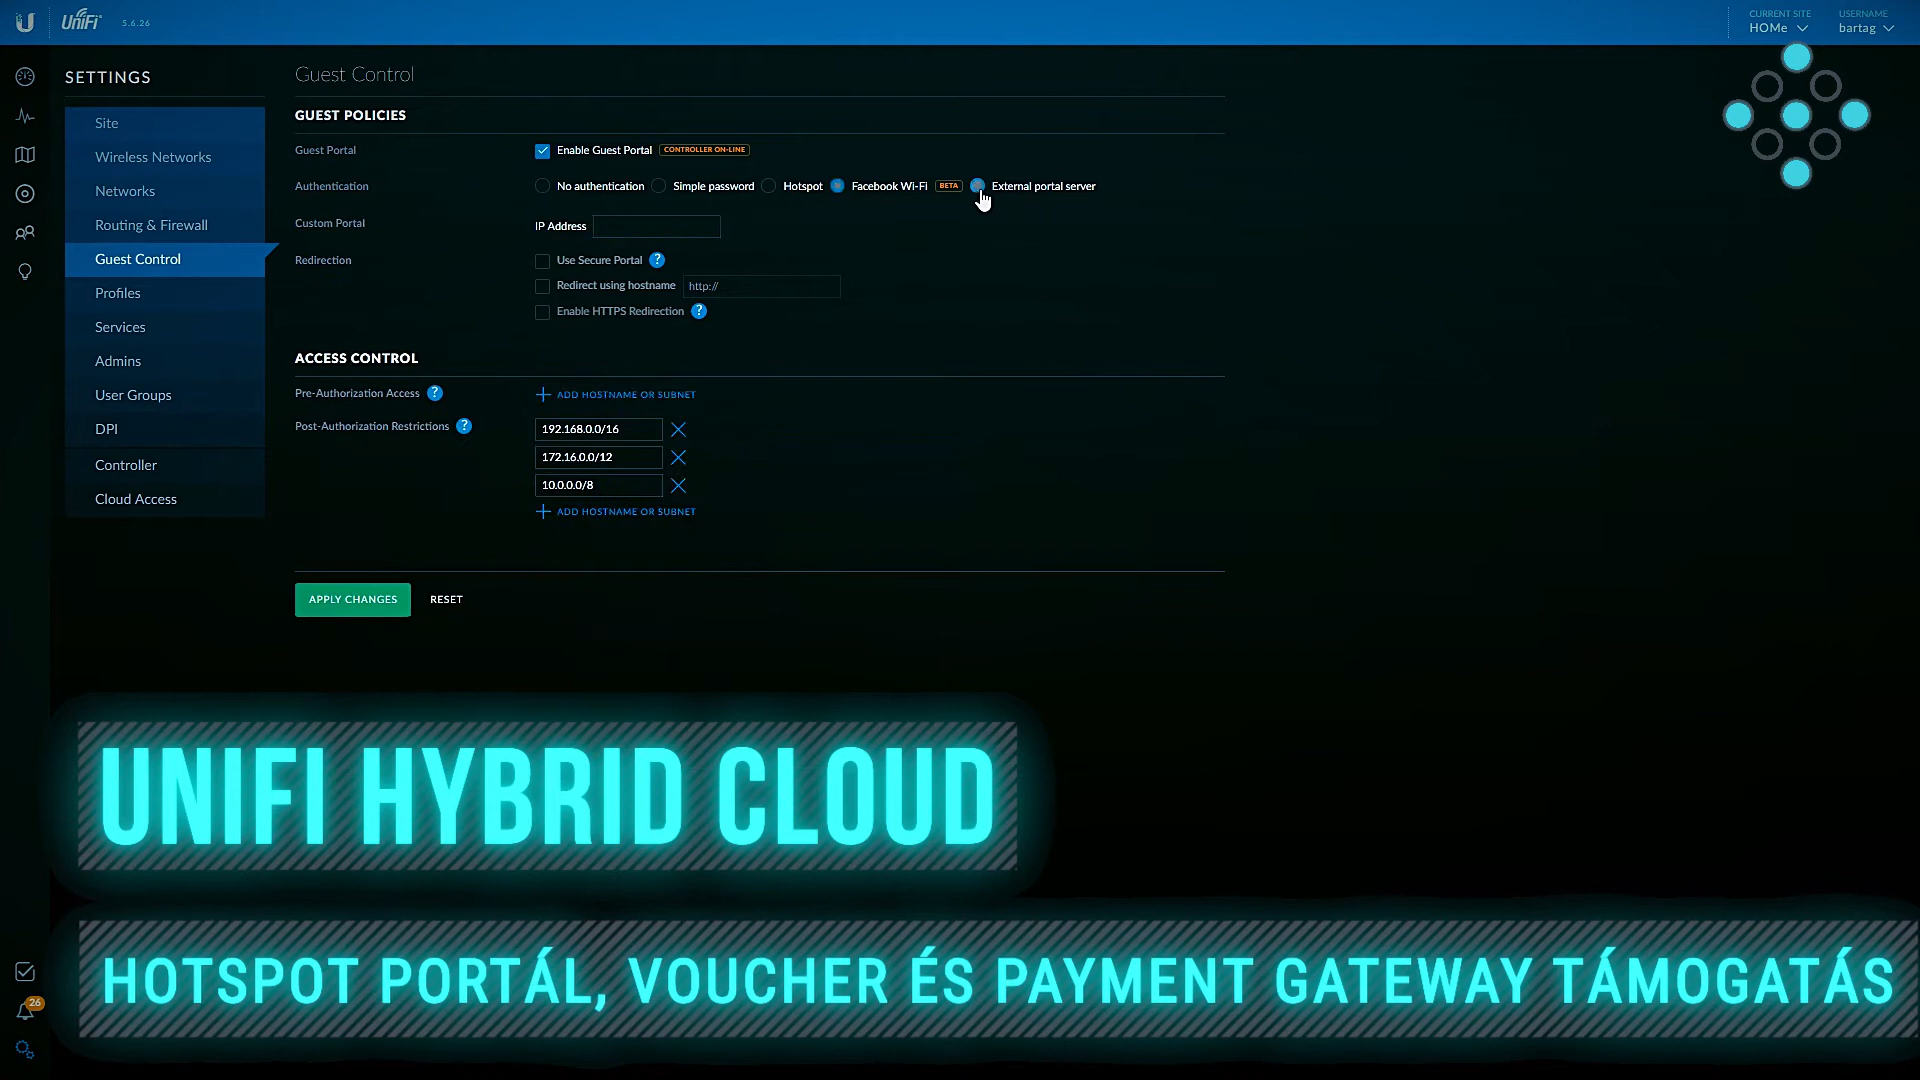 UniFi 5.6.26
CURRENT SITE
HOMe
USERNAME
bartag
SETTINGS
Site
Wireless Networks
Networks
Routing & Firewall
Guest Control
Profiles
Services
Admins
User Groups
DPI
Controller
Cloud Access
26
Guest Control
GUEST POLICIES
Guest Portal Enable Guest Portal CONTROLLER ON-LINE
Authentication No authentication Simple password Hotspot Facebook Wi-Fi BETA External portal server
Custom Portal IP Address
Redirection Use Secure Portal ?
Redirect using hostname http://
Enable HTTPS Redirection ?
ACCESS CONTROL
Pre-Authorization Access ? ADD HOSTNAME OR SUBNET
Post-Authorization Restrictions ? 192.168.0.0/16
172.16.0.0/12
10.0.0.0/8
ADD HOSTNAME OR SUBNET
APPLY CHANGES RESET
UNIFI HYBRID CLOUD
HOTSPOT PORTÁL, VOUCHER ÉS PAYMENT GATEWAY TÁMOGATÁS